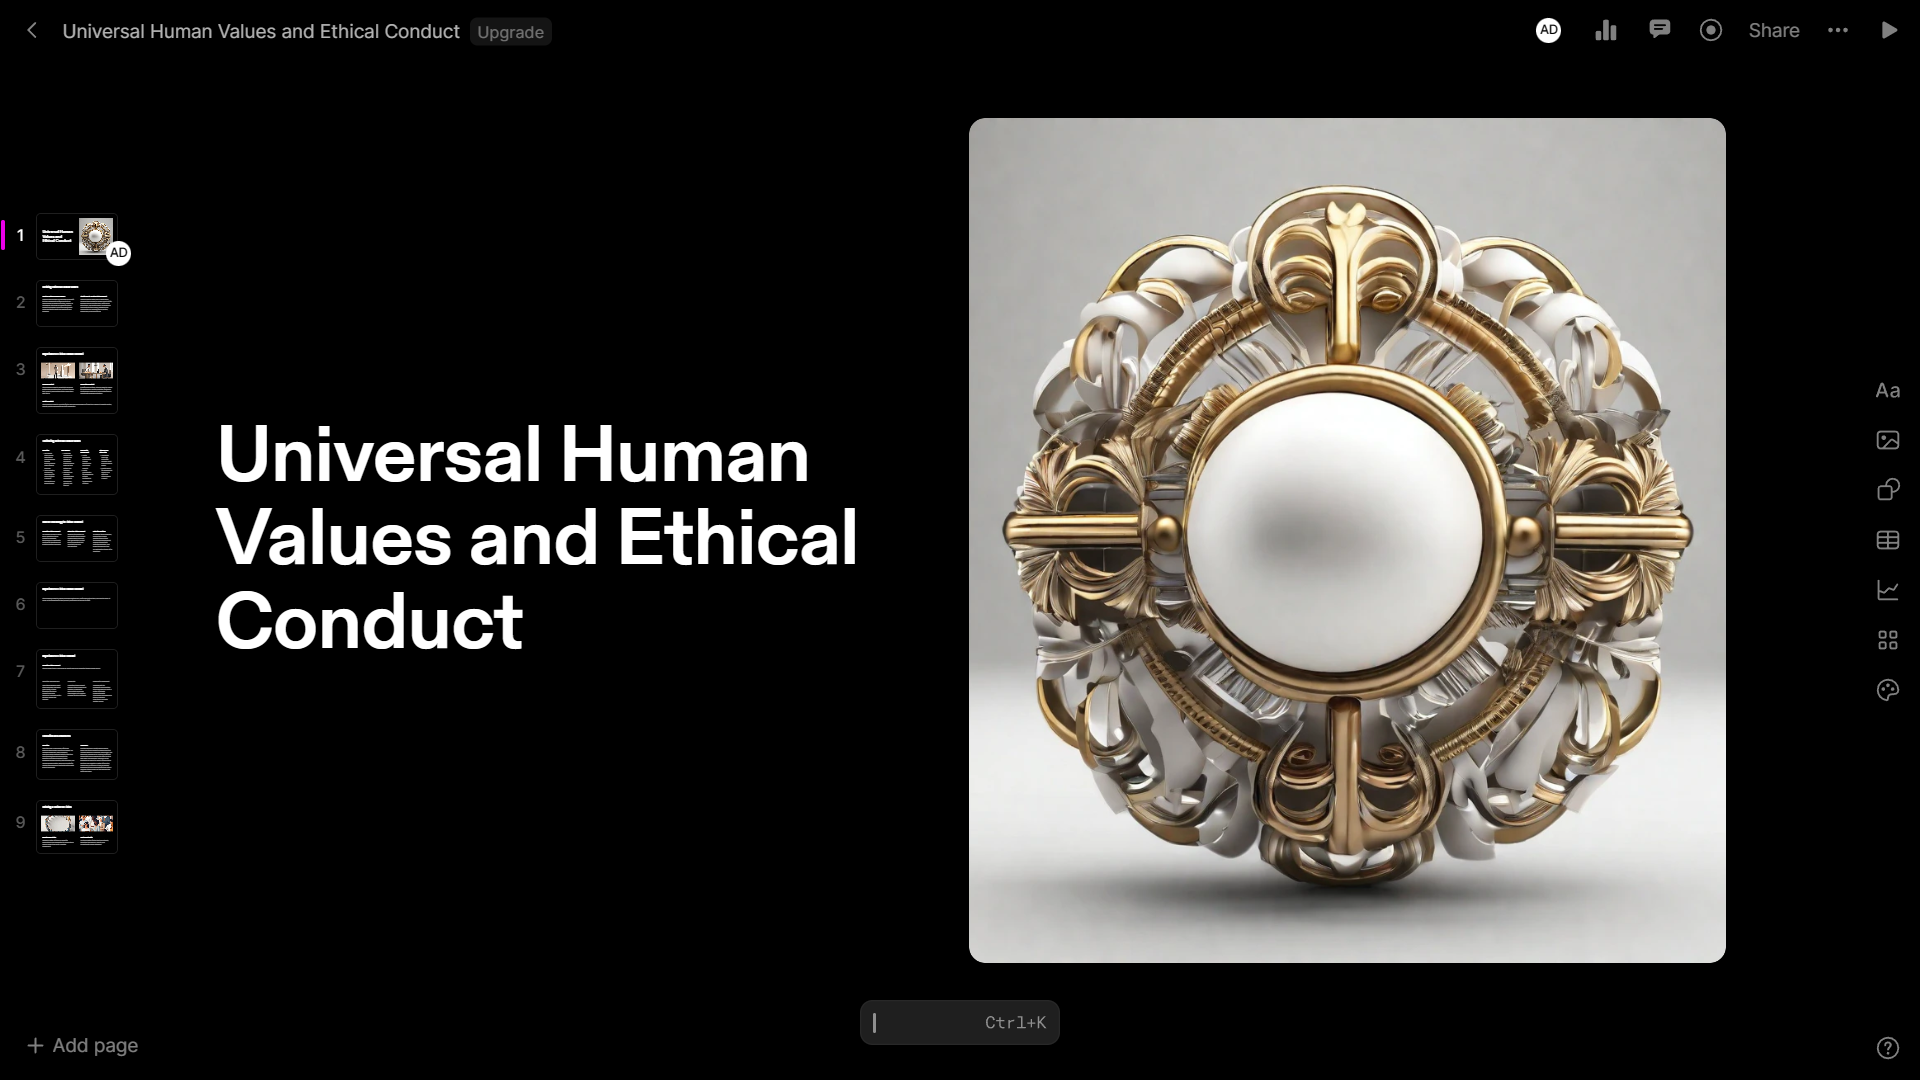 Universal Human Values and Ethical Conduct
Upgrade
AD
Share
1
AD
2
3
4
5
6
7
8
9
Universal Human
Values and Ethical
Conduct
Aa
Ctrl+K
+ Add page
?